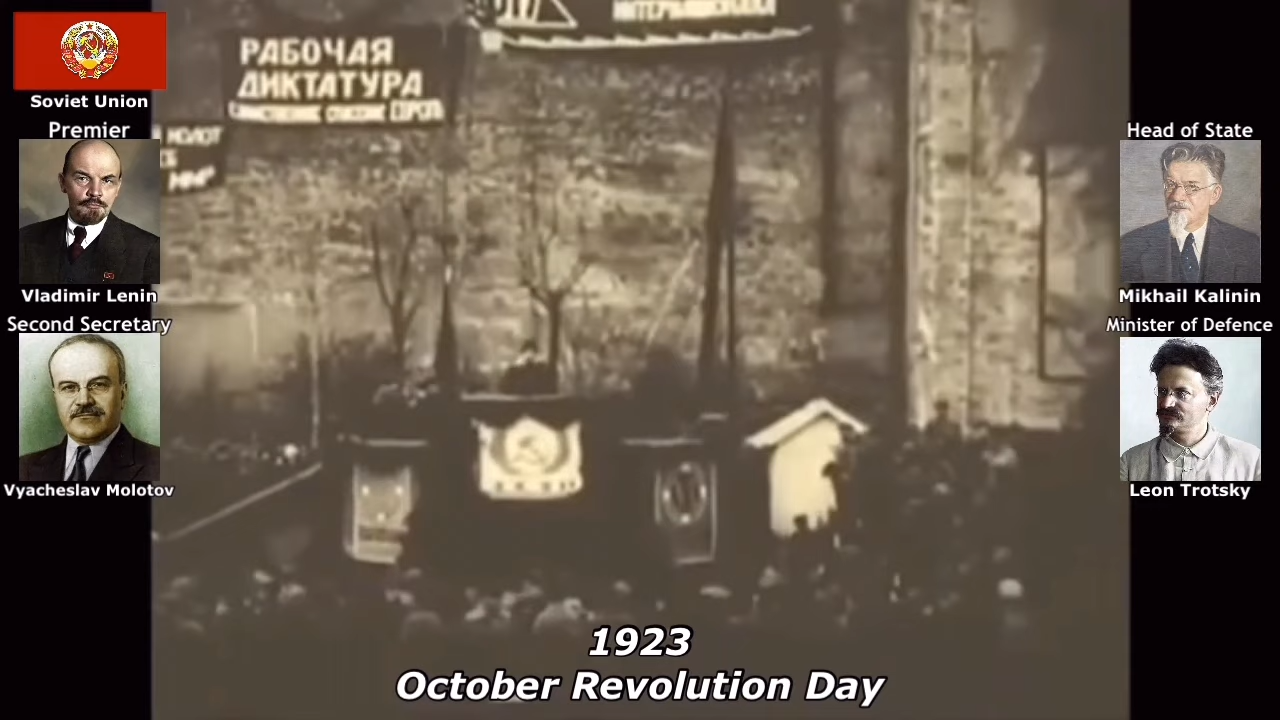 Soviet Union
Premier
Vladimir Lenin
Second Secretary
Vyacheslav Molotov
РАБОЧАЯ
ДИКТАТУРА
Head of State
Mikhail Kalinin
Minister of Defence
Leon Trotsky
1923
October Revolution Day